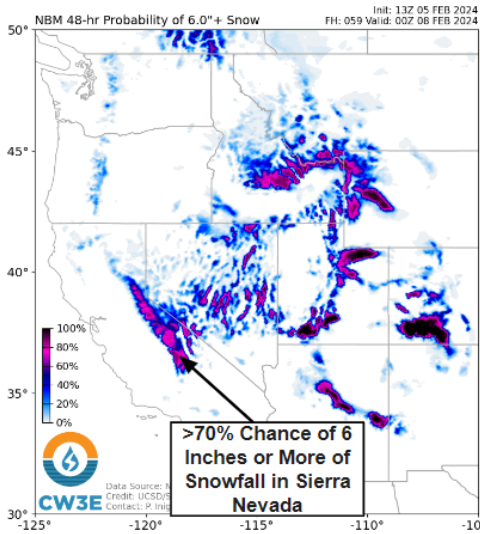 NBM 48-hr Probability of 6.0"+ Snow
Init: 13Z 05 FEB 2024
FH: 059 Valid: 00Z 08 FEB 2024
50°
45°
40°
35°
30°
100%
80%
60%
40%
20%
0%
>70% Chance of 6
Inches or More of
Snowfall in Sierra
Nevada
CW3E
Data Source:
Credit: UCSD/
Contact: P.
-125
-120
-115
-110